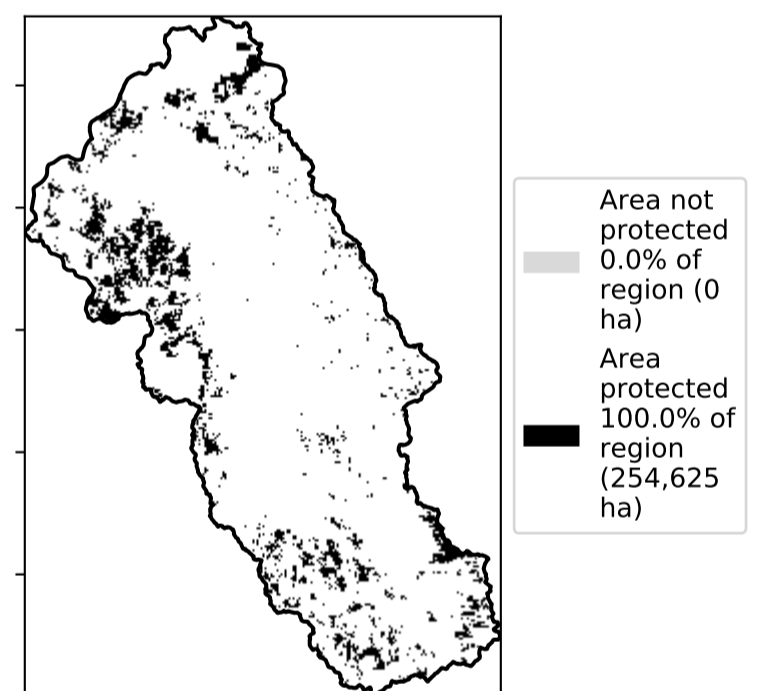 Area not
protected
0.0% of
region (0
ha)
Area
protected
100.0% of
region
(254,625
ha)